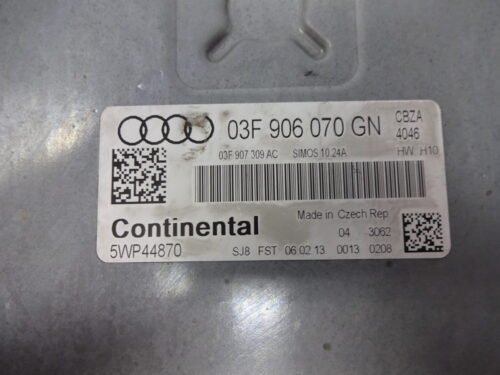 03F 906 070 GN CBZA
4046
03F 907 309 AC SIMOS 10.24A HW H10
Continental Made in Czech Rep
04 3062
5WP44870 SJ8 FST 06 02 13 0013 0208